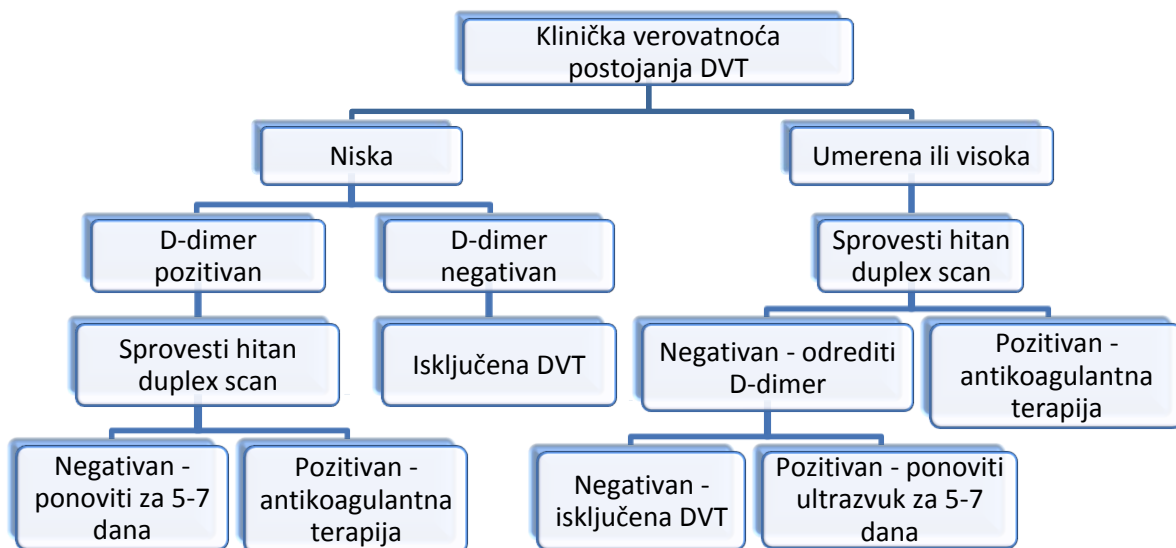 Klinička verovatnoća
postojanja DVT
Niska
Umerena ili visoka
D-dimer
pozitivan
D-dimer
negativan
Sprovesti hitan
duplex scan
Sprovesti hitan
duplex scan
Isključena DVT
Negativan - odrediti
D-dimer
Pozitivan -
antikoagulantna
terapija
Negativan -
ponoviti za 5-7
dana
Pozitivan -
antikoagulantna
terapija
Negativan -
isključena DVT
Pozitivan - ponoviti
ultrazvuk za 5-7
dana